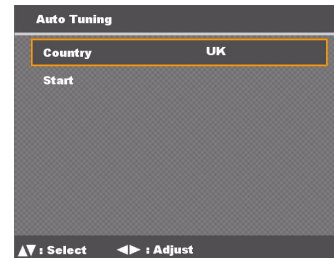 Auto Tuning
Country UK
Start
▲▼ : Select ◄► : Adjust